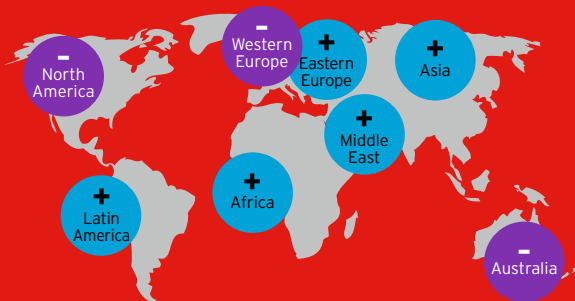 -
North
America
-
Western
Europe
+
Eastern
Europe
+
Asia
+
Middle
East
+
Africa
+
Latin
America
-
Australia